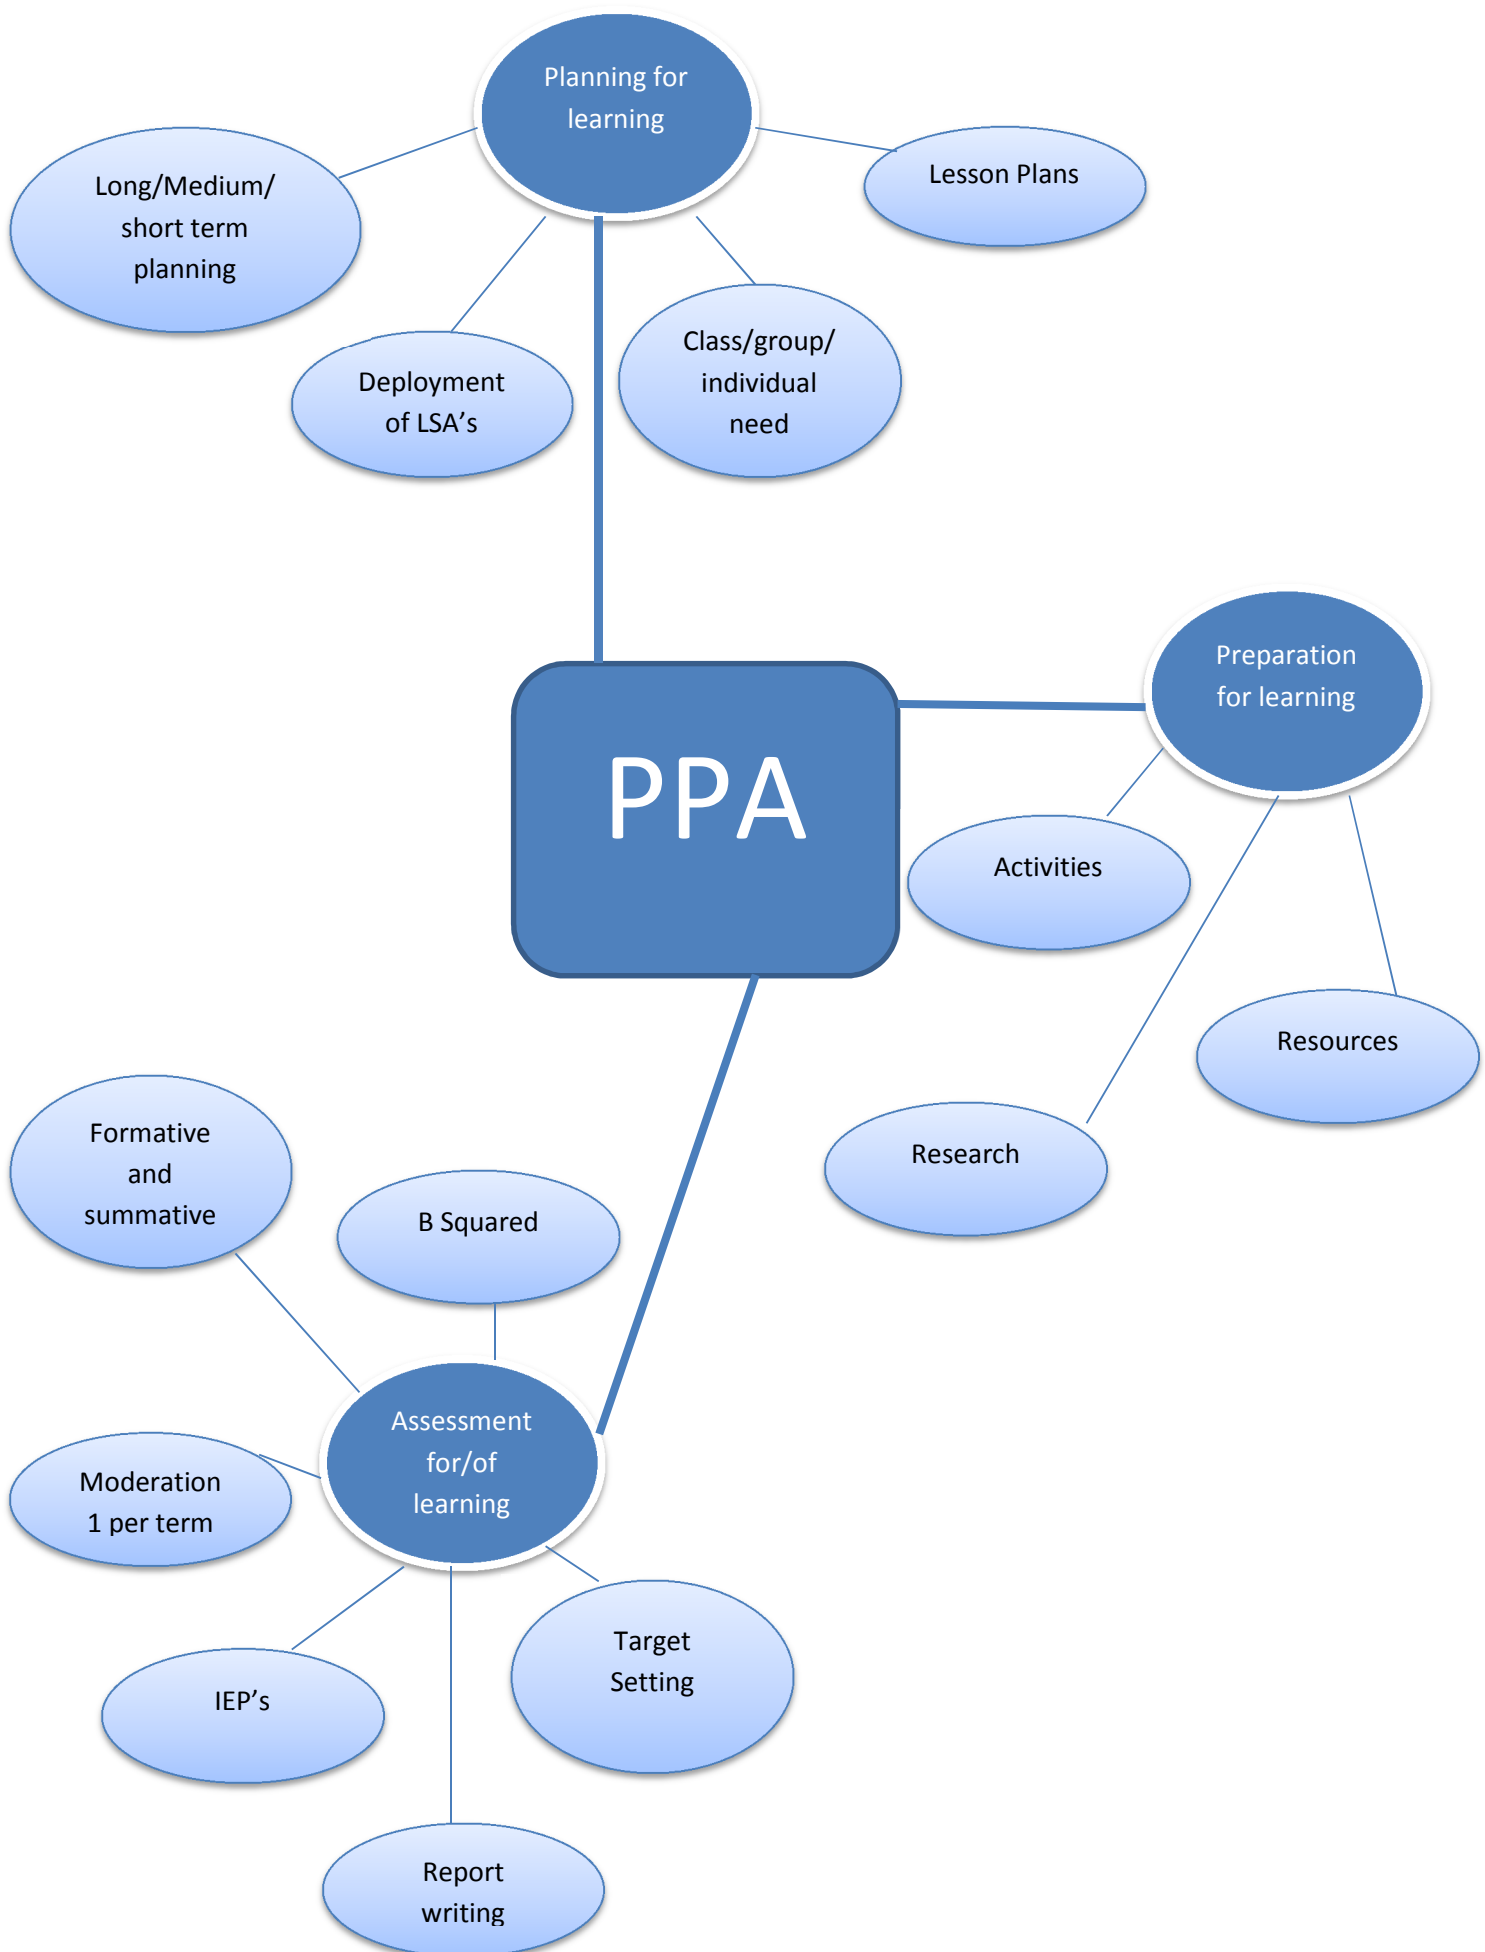 Planning for
learning
Long/Medium/
short term
planning
Lesson Plans
Deployment
of LSA’s
Class/group/
individual
need
Preparation
for learning
PPA
Activities
Resources
Research
Formative
and
summative
B Squared
Assessment
for/of
learning
Moderation
1 per term
Target
Setting
IEP’s
Report
writing